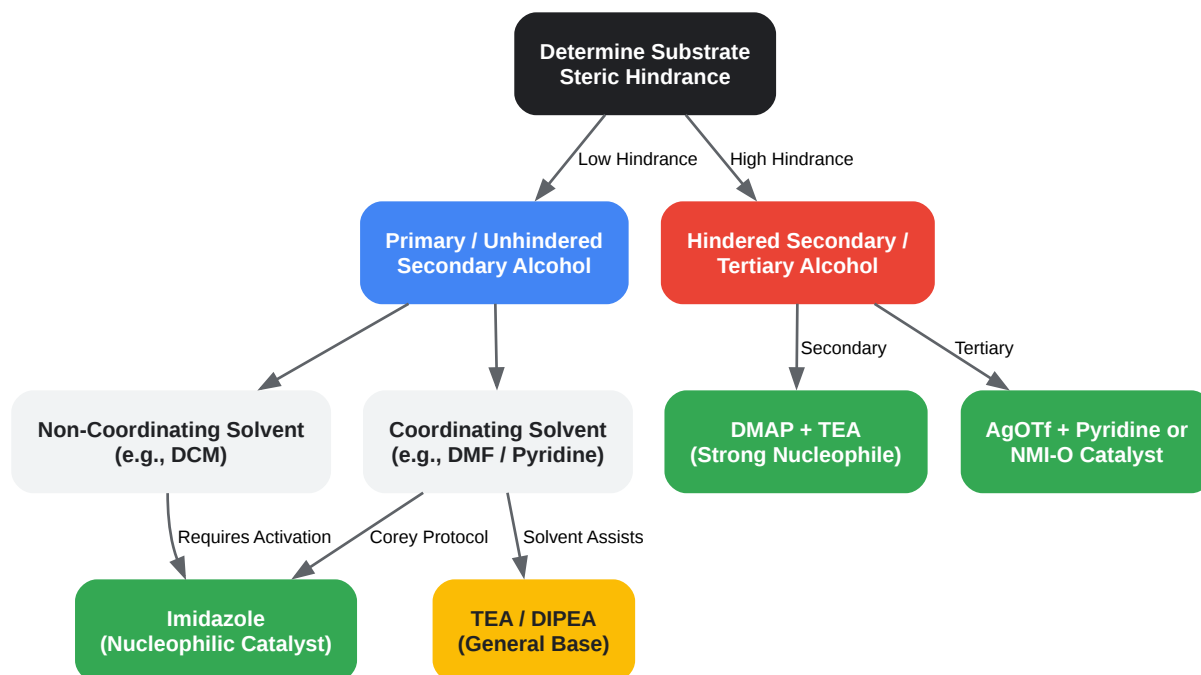 Determine Substrate
Steric Hindrance
Low Hindrance
High Hindrance
Primary / Unhindered
Secondary Alcohol
Hindered Secondary /
Tertiary Alcohol
Secondary
Tertiary
Non-Coordinating Solvent
(e.g., DCM)
Coordinating Solvent
(e.g., DMF / Pyridine)
DMAP + TEA
(Strong Nucleophile)
AgOTf + Pyridine or
NMI-O Catalyst
Requires Activation
Corey Protocol
Solvent Assists
Imidazole
(Nucleophilic Catalyst)
TEA / DIPEA
(General Base)